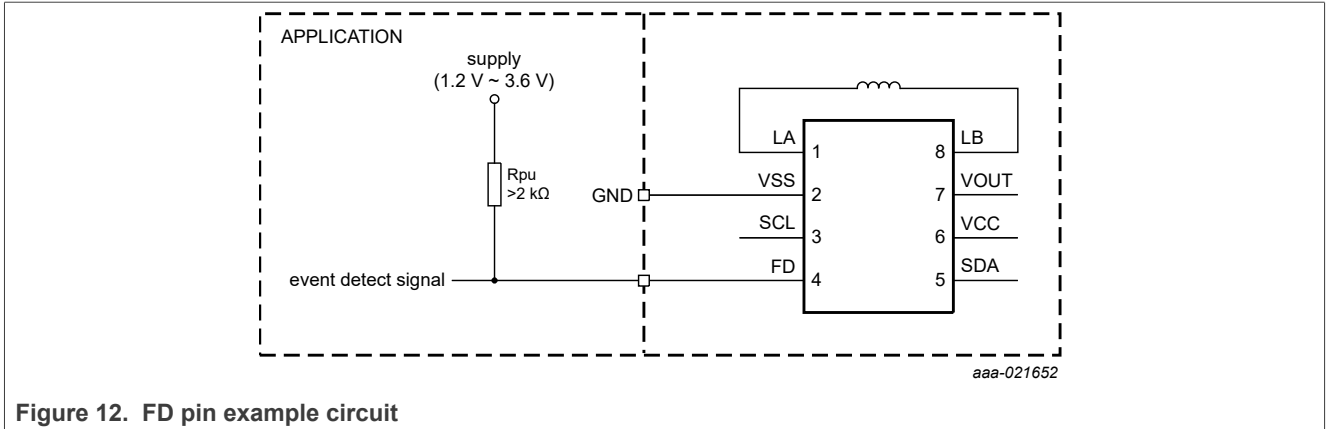 APPLICATION
supply
(1.2 V ~ 3.6 V)
Rpu
>2 kΩ
GND
event detect signal
LA
1
VSS
2
SCL
3
FD
4
LB
8
VOUT
7
VCC
6
SDA
5
aaa-021652
Figure 12. FD pin example circuit